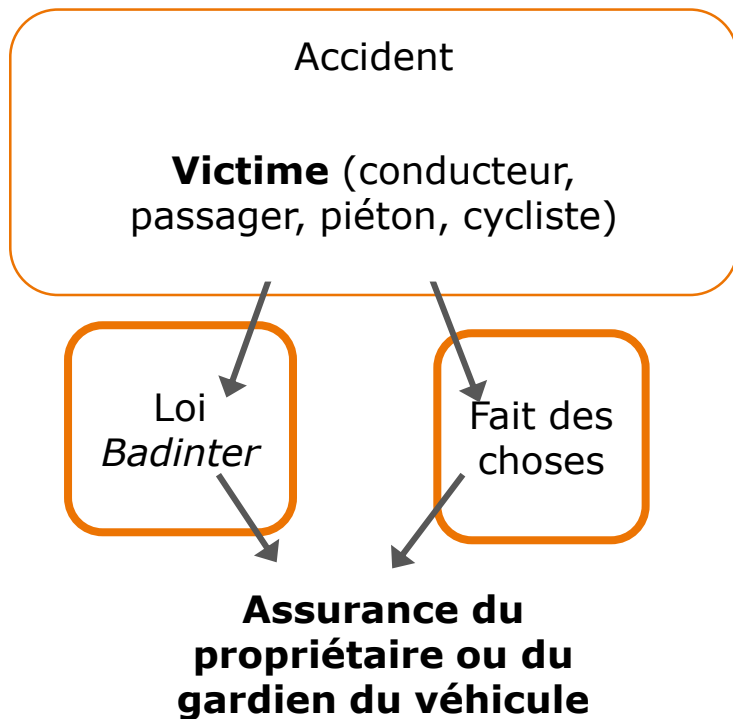 Accident
Victime (conducteur,
passager, piéton, cycliste)
Loi
Badinter
Fait des
choses
Assurance du
propriétaire ou du
gardien du véhicule